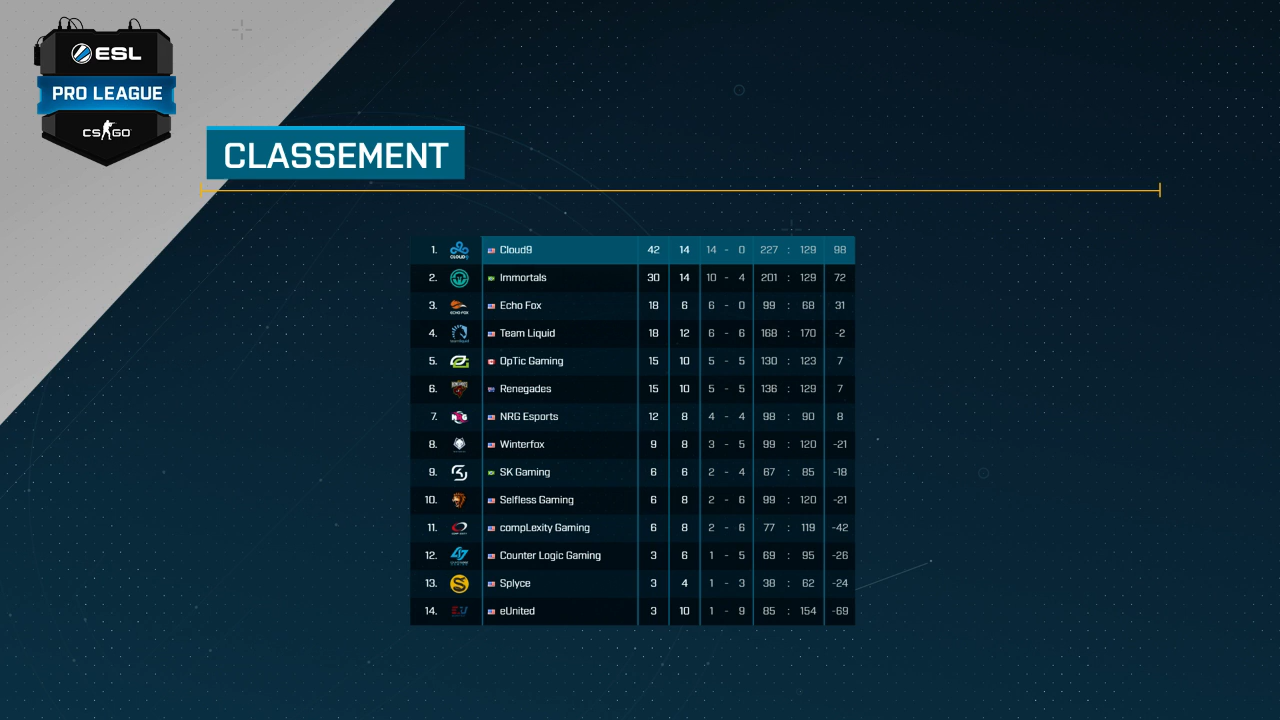 ESL
PRO LEAGUE
CS GO
CLASSEMENT
1. CLOUD9 Cloud9 42 14 14 - 0 227 : 129 98
2. Immortals 30 14 10 - 4 201 : 129 72
3. ECHO FOX Echo Fox 18 6 6 - 0 99 : 68 31
4. Team Liquid 18 12 6 - 6 168 : 170 -2
5. OpTic Gaming 15 10 5 - 5 130 : 123 7
6. Renegades 15 10 5 - 5 136 : 129 7
7. NRG NRG Esports 12 8 4 - 4 98 : 90 8
8. Winterfox 9 8 3 - 5 99 : 120 -21
9. SK Gaming 6 6 2 - 4 67 : 85 -18
10. Selfless Gaming 6 8 2 - 6 99 : 120 -21
11. compLexity Gaming 6 8 2 - 6 77 : 119 -42
12. Counter Logic Gaming 3 6 1 - 5 69 : 95 -26
13. S Splyce 3 4 1 - 3 38 : 62 -24
14. eUnited 3 10 1 - 9 85 : 154 -69